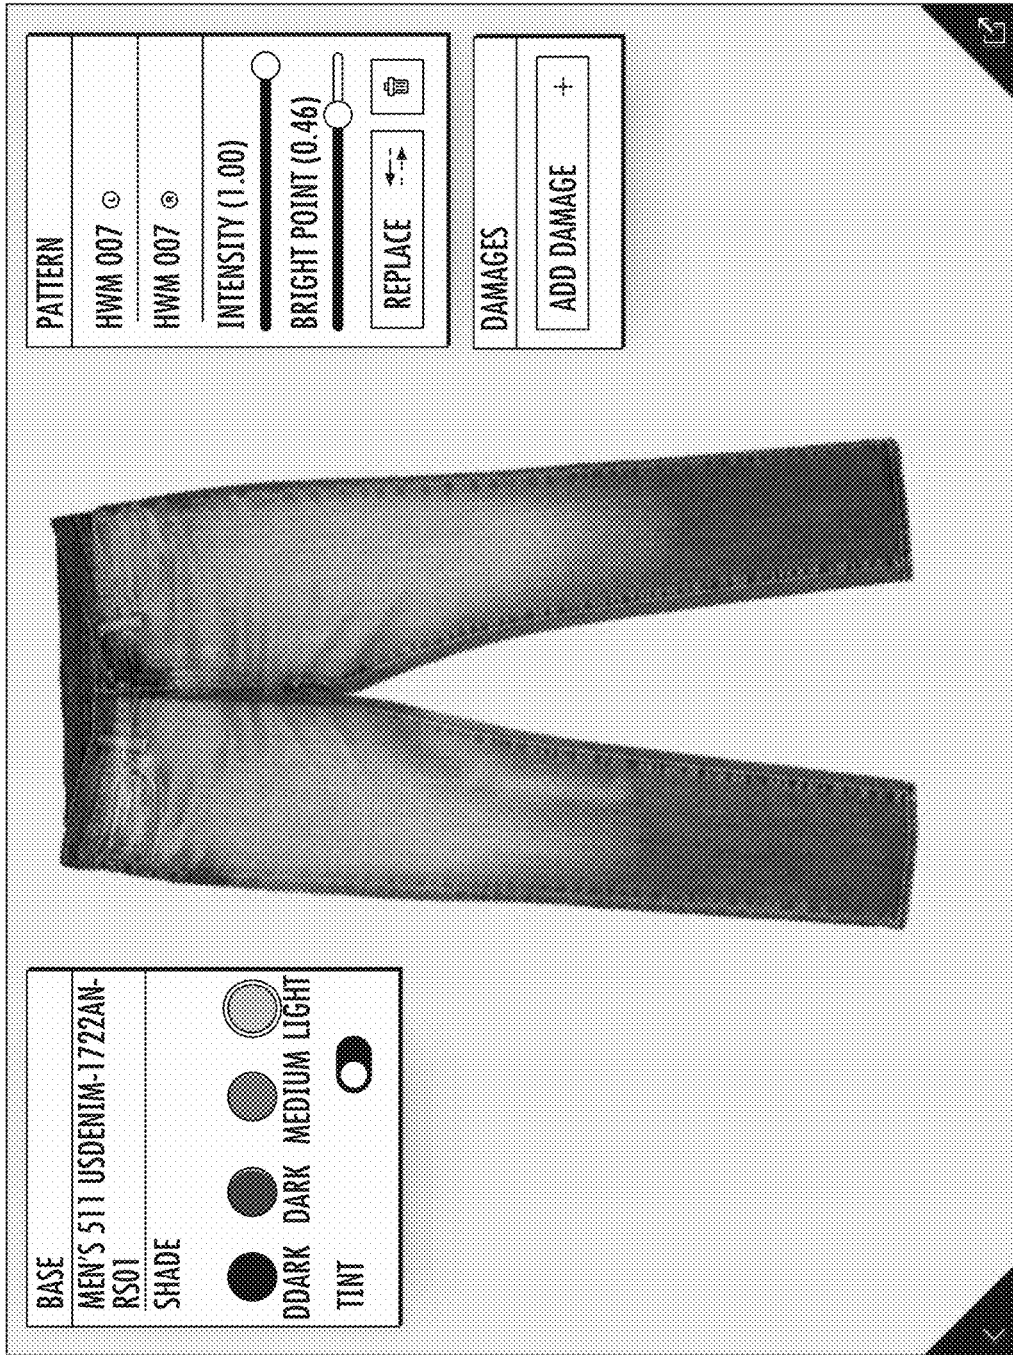 BASE
MEN'S 511 USDENIM-1722AN-
RS01
SHADE
DDARK DARK MEDIUM LIGHT
TINT
PATTERN
HWM 007 L
HWM 007 R
INTENSITY (1.00)
BRIGHT POINT (0.46)
REPLACE
DAMAGES
ADD DAMAGE +